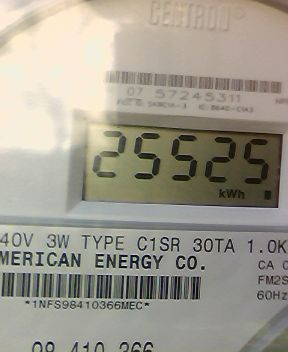 CENTRON®
07 57245311
25525
kWh
40V 3W TYPE C1SR 30TA 1.0K
MERICAN ENERGY CO.
CA 0
FM2S
60Hz
*1NFS98410366MEC*
98 410 366